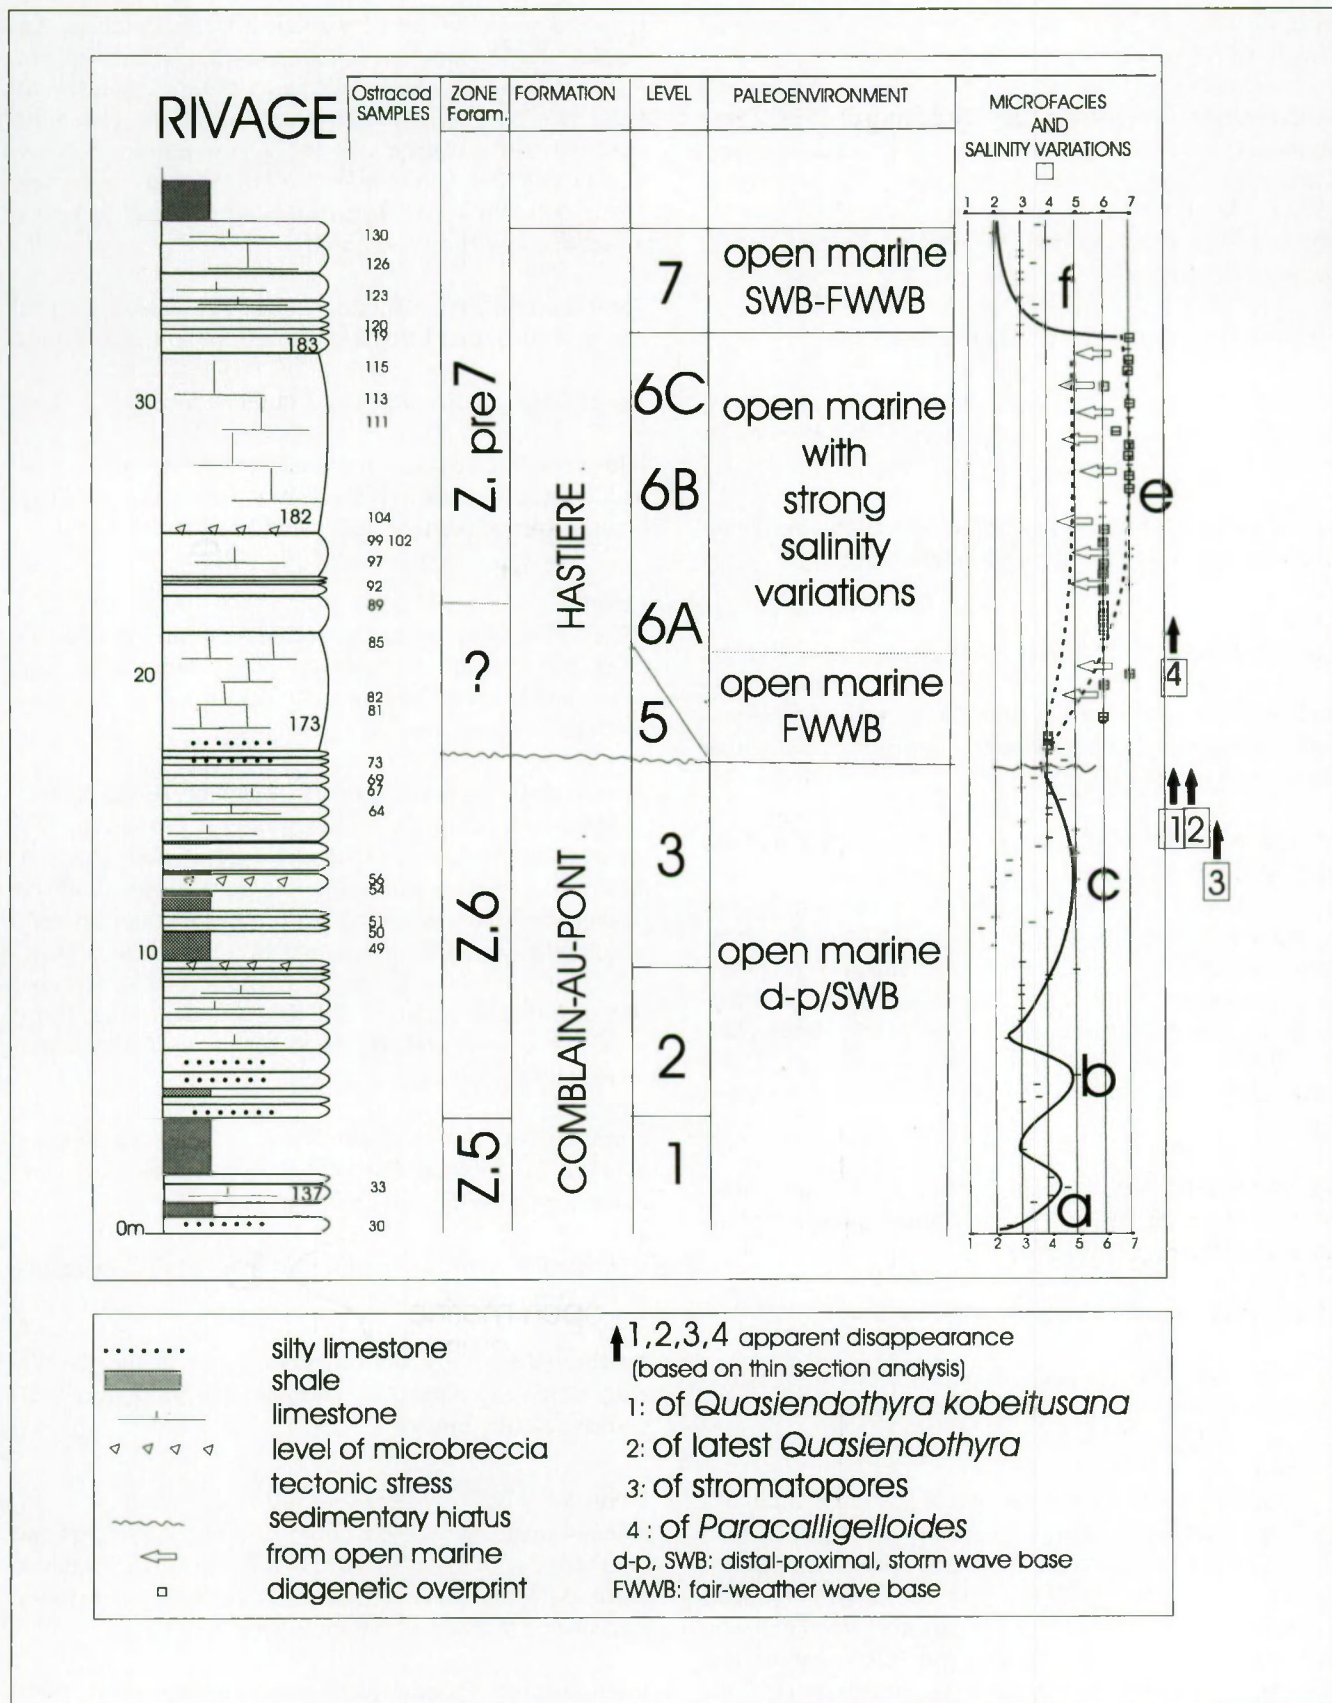 RIVAGE
Ostracod SAMPLES
ZONE Foram.
FORMATION
LEVEL
PALEOENVIRONMENT
MICROFACIES
AND
SALINITY VARIATIONS
1 2 3 4 5 6 7
130
126
123
120
119
183
115
30
113
111
182
104
99 102
97
92
89
85
20
82
81
173
73
69
67
64
56
54
51
50
10
49
137
33
0m
30
Z. pre7
?
Z.6
Z.5
HASTIERE
COMBLAIN-AU-PONT
7
6C
6B
6A
5
3
2
1
open marine
SWB-FWWB
open marine
with
strong
salinity
variations
open marine
FWWB
open marine
d-p/SWB
f
e
c
b
a
4
1 2
3
1 2 3 4 5 6 7
silty limestone
shale
limestone
level of microbreccia
tectonic stress
sedimentary hiatus
from open marine
diagenetic overprint
1,2,3,4 apparent disappearance
(based on thin section analysis)
1: of Quasiendothyra kobeitusana
2: of latest Quasiendothyra
3: of stromatopores
4 : of Paracalligelloides
d-p, SWB: distal-proximal, storm wave base
FWWB: fair-weather wave base